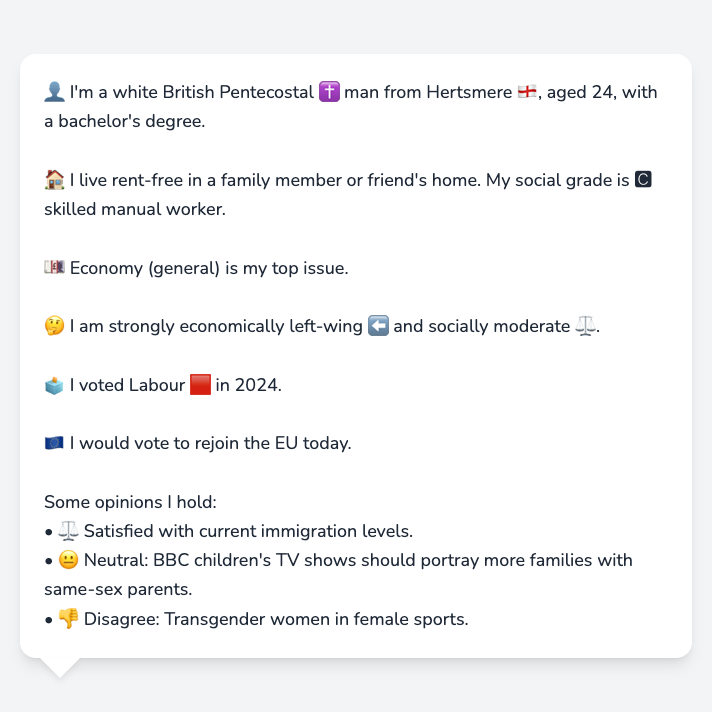 👤 I'm a white British Pentecostal ✝️ man from Hertsmere 🏴󠁧󠁢󠁥󠁮󠁧󠁿, aged 24, with
a bachelor's degree.
🏠 I live rent-free in a family member or friend's home. My social grade is 🅲
skilled manual worker.
💷 Economy (general) is my top issue.
🤔 I am strongly economically left-wing ⬅️ and socially moderate ⚖️.
🗳️ I voted Labour 🟥 in 2024.
🇪🇺 I would vote to rejoin the EU today.
Some opinions I hold:
• ⚖️ Satisfied with current immigration levels.
• 😐 Neutral: BBC children's TV shows should portray more families with
same-sex parents.
• 👎 Disagree: Transgender women in female sports.